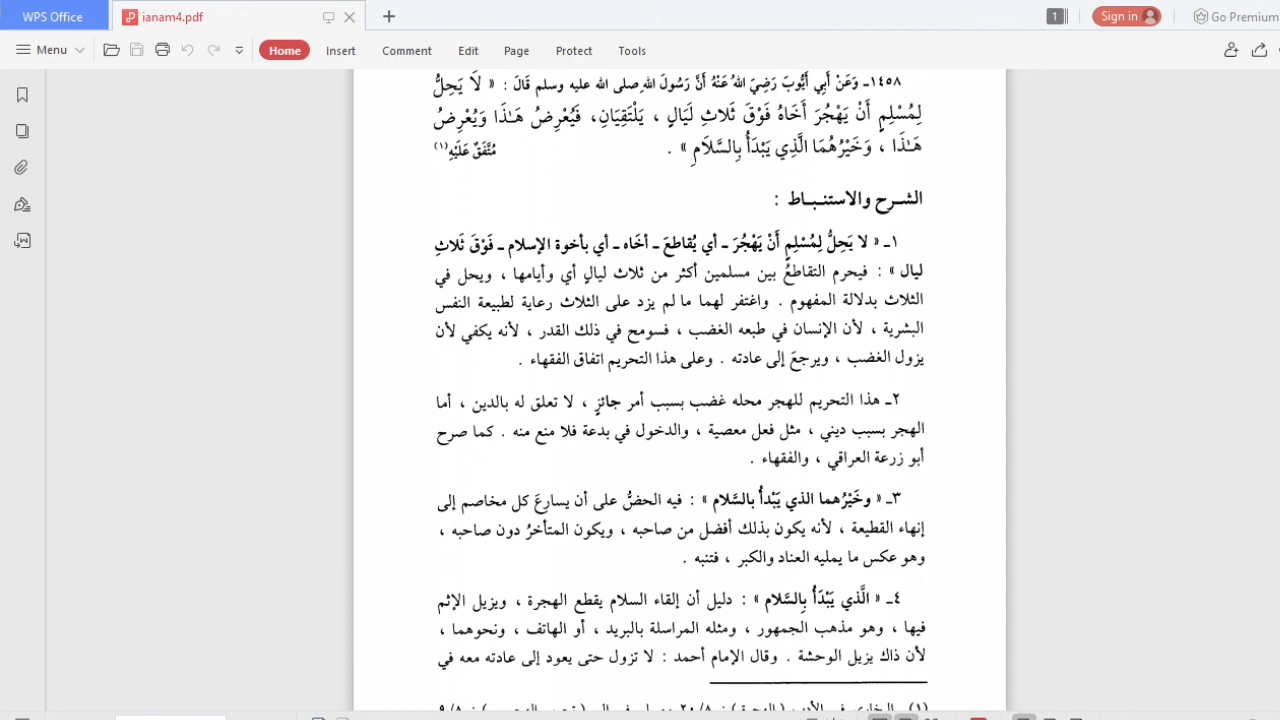 WPS Office
ianam4.pdf
1
Sign in
Go Premium
Menu
Home
Insert
Comment
Edit
Page
Protect
Tools
١٤٥٨ـ وَعَنْ أَبِي أَيُّوبَ رَضِيَ اللهُ عَنْهُ أَنَّ رَسُولَ اللهِ صلى الله عليه وسلم قَالَ : « لَا يَحِلُّ
لِمُسْلِمٍ أَنْ يَهْجُرَ أَخَاهُ فَوْقَ ثَلاثِ لَيَالٍ ، يَلْتَقِيَانِ، فَيُعْرِضُ هَـٰذَا وَيُعْرِضُ
هَـٰذَا ، وَخَيْرُهُمَا الَّذِي يَبْدَأُ بِالسَّلَامِ » . مُتَّفَقٌ عَلَيْهِ(١)
الشـرح والاستنـبـاط :
١ـ « لا يَحِلُّ لِمُسْلِمٍ أَنْ يَهْجُرَ ـ أي يُقاطعَ ـ أخَاه ـ أي بأخوة الإسلام ـ فَوْقَ ثَلاثِ
ليال » : فيحرم التقاطعُ بين مسلمين أكثر من ثلاث ليالٍ أي وأيامها ، ويحل في
الثلاث بدلالة المفهوم . واغتفر لهما ما لم يزد على الثلاث رعاية لطبيعة النفس
البشرية ، لأن الإنسان في طبعه الغضب ، فسومح في ذلك القدر ، لأنه يكفي لأن
يزول الغضب ، ويرجعَ إلى عادته . وعلى هذا التحريم اتفاق الفقهاء .
٢ـ هذا التحريم للهجر محله غضب بسبب أمر جائزٍ ، لا تعلق له بالدين ، أما
الهجر بسبب ديني ، مثل فعل معصية ، والدخول في بدعة فلا منع منه . كما صرح
أبو زرعة العراقي ، والفقهاء .
٣ـ « وخَيْرُهما الذي يَبْدأُ بالسَّلام » : فيه الحضُّ على أن يسارِعَ كل مخاصم إلى
إنهاء القطيعة ، لأنه يكون بذلك أفضل من صاحبه ، ويكون المتأخرُ دون صاحبه ،
وهو عكس ما يمليه العناد والكبر ، فتنبه .
٤ـ « الَّذي يَبْدَأُ بِالسَّلام » : دليل أن إلقاء السلام يقطع الهجرة ، ويزيل الإثم
فيها ، وهو مذهب الجمهور ، ومثله المراسلة بالبريد ، أو الهاتف ، ونحوهما ،
لأن ذاك يزيل الوحشة . وقال الإمام أحمد : لا تزول حتى يعود إلى عادته معه في